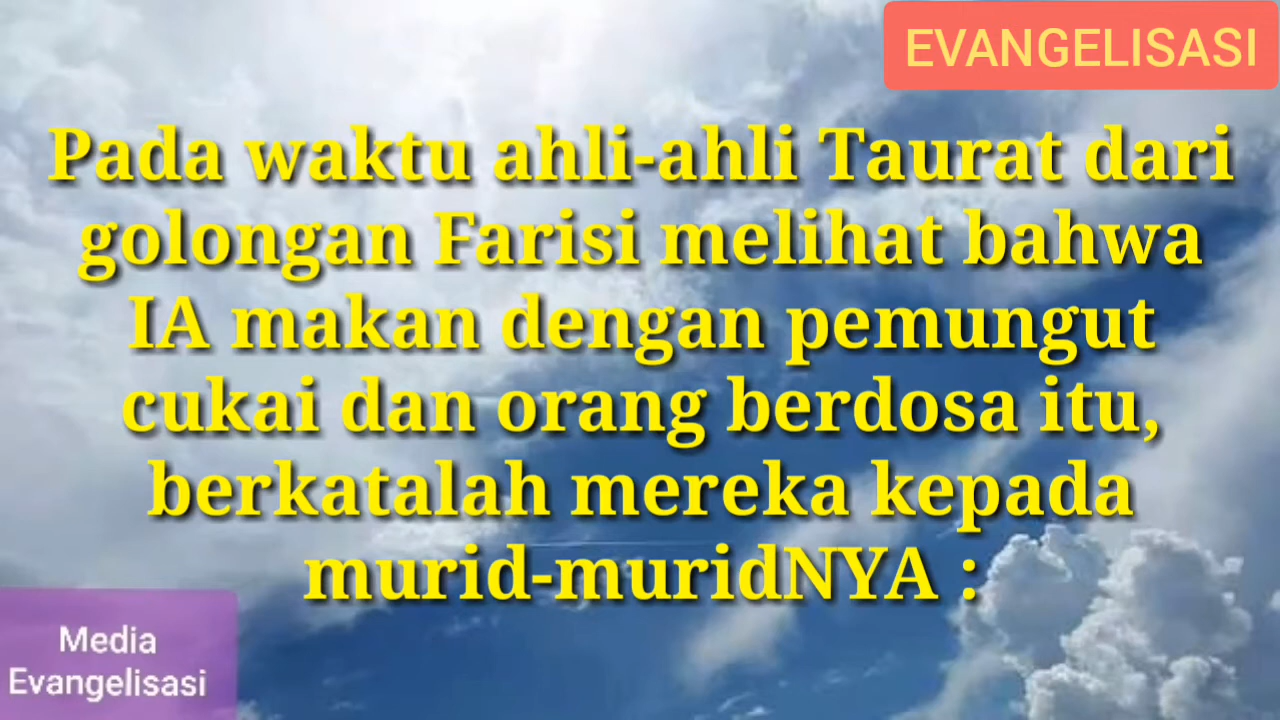 EVANGELISASI
Pada waktu ahli-ahli Taurat dari
golongan Farisi melihat bahwa
IA makan dengan pemungut
cukai dan orang berdosa itu,
berkatalah mereka kepada
murid-muridNYA :
Media
Evangelisasi